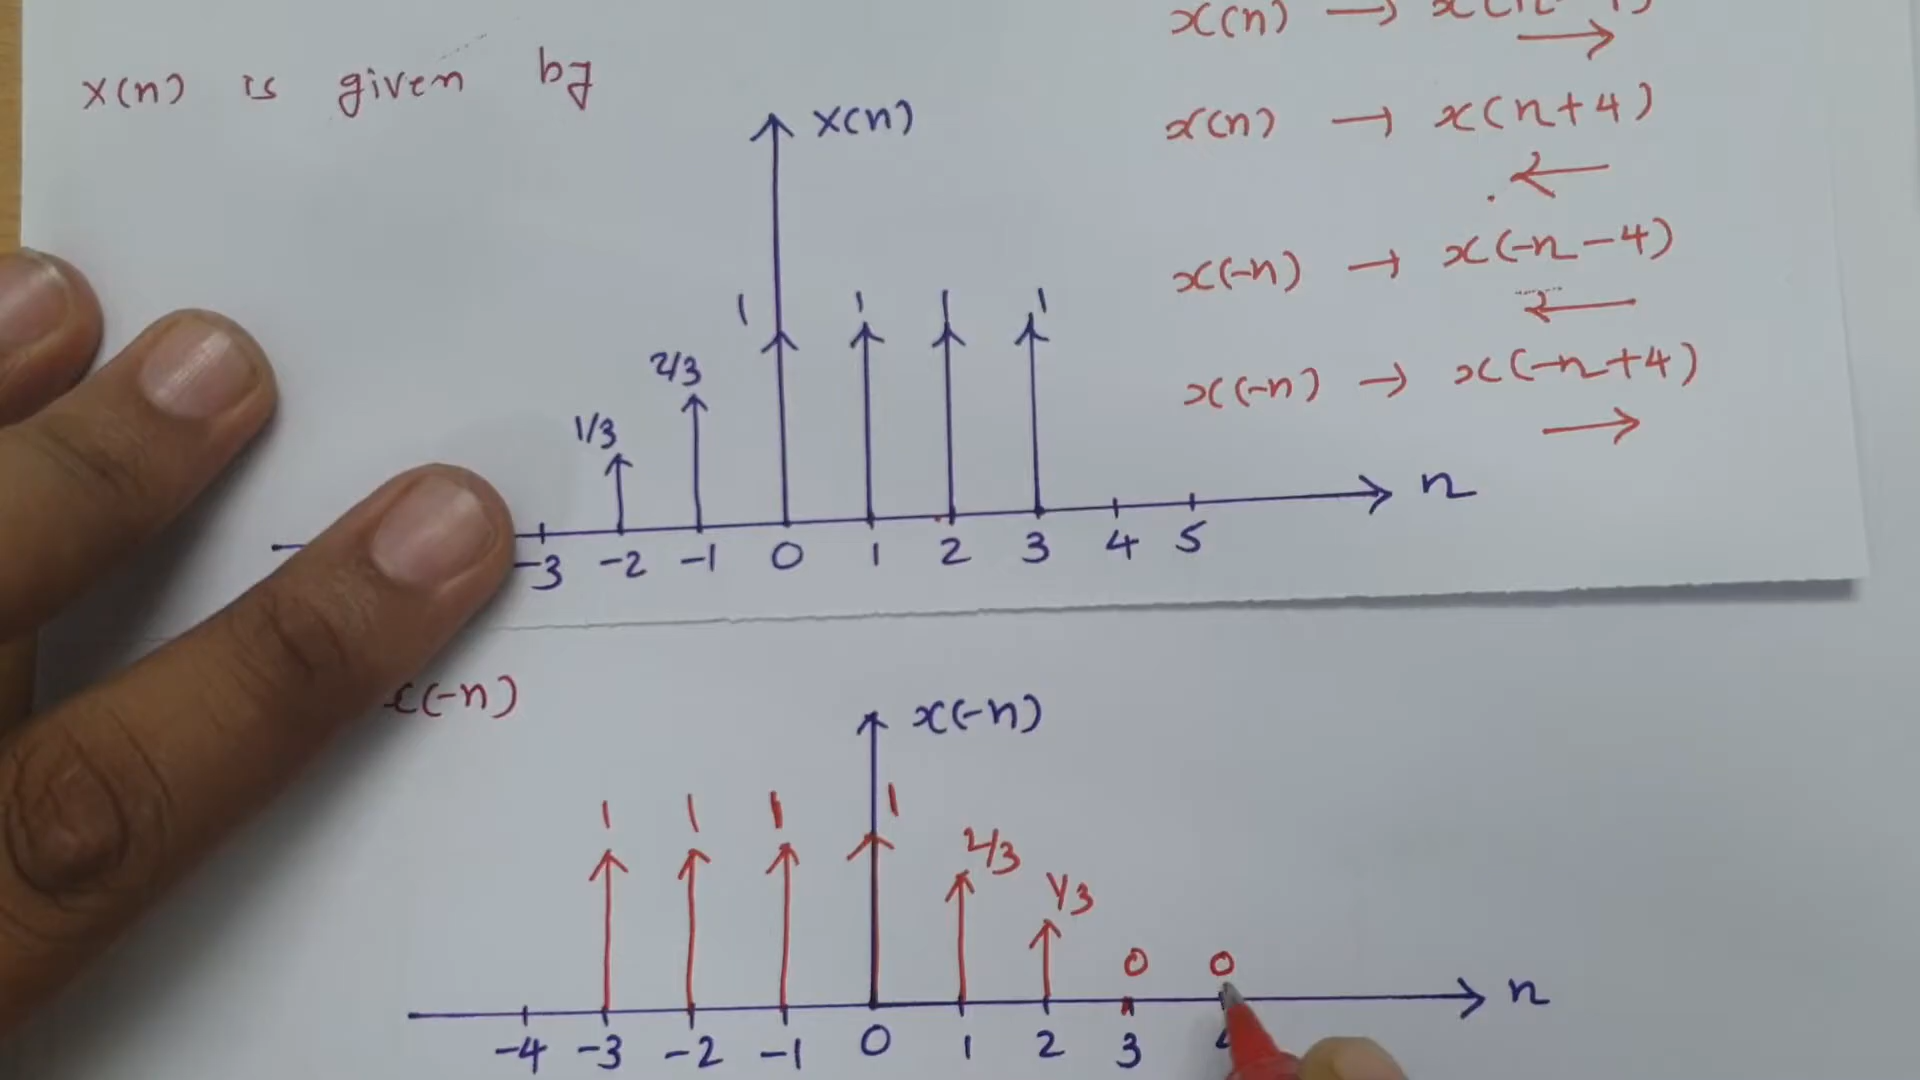 x(n) is given by
x(n)
1 1 1 1
2/3
1/3
-3 -2 -1 0 1 2 3 4 5
n
x(n) →
x(n) → x(n+4)
←
x(-n) → x(-n-4)
←
x(-n) → x(-n+4)
→
(-n)
x(-n)
1 1 1 1 2/3 1/3 0 0
-4 -3 -2 -1 0 1 2 3
n